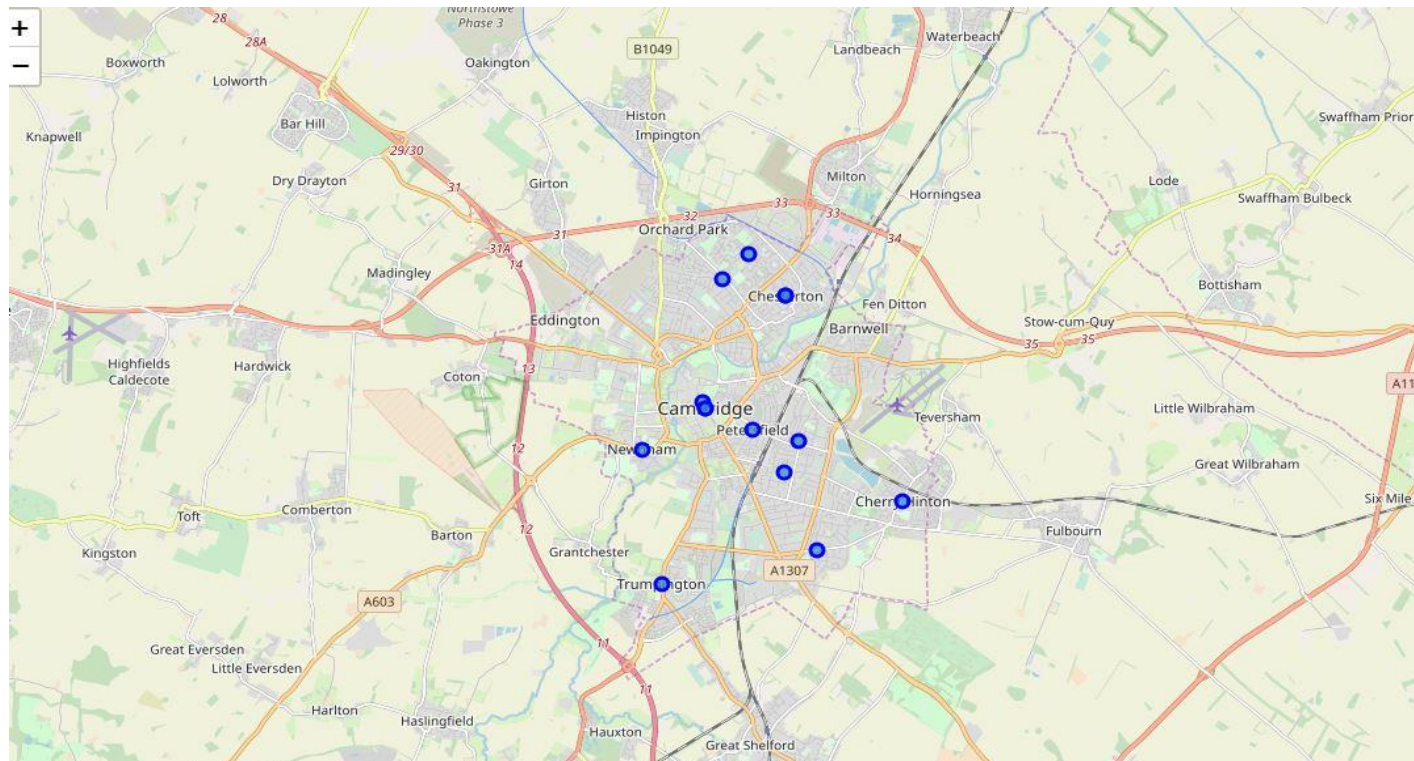 +
−
Northstowe
Phase 3
Waterbeach
28
28A
B1049
Landbeach
Boxworth
Oakington
Lolworth
Histon
Swaffham Prior
Bar Hill
Impington
Knapwell
29/30
Dry Drayton
31
Girton
Milton
Horningsea
Lode
Swaffham Bulbeck
33
32
33
Orchard Park
31
31A
34
14
Madingley
Bottisham
Chesterton
Fen Ditton
Eddington
Barnwell
Stow-cum-Quy
35
35
Highfields
Caldecote
Hardwick
Coton
13
A11
Cambridge
Teversham
Little Wilbraham
Petersfield
12
Newnham
Great Wilbraham
Cherry Hinton
Six Mile
Toft
Comberton
Fulbourn
12
Barton
Kingston
Grantchester
A1307
Trumpington
A603
11
Great Eversden
Little Eversden
11
Harlton
Haslingfield
Hauxton
Great Shelford